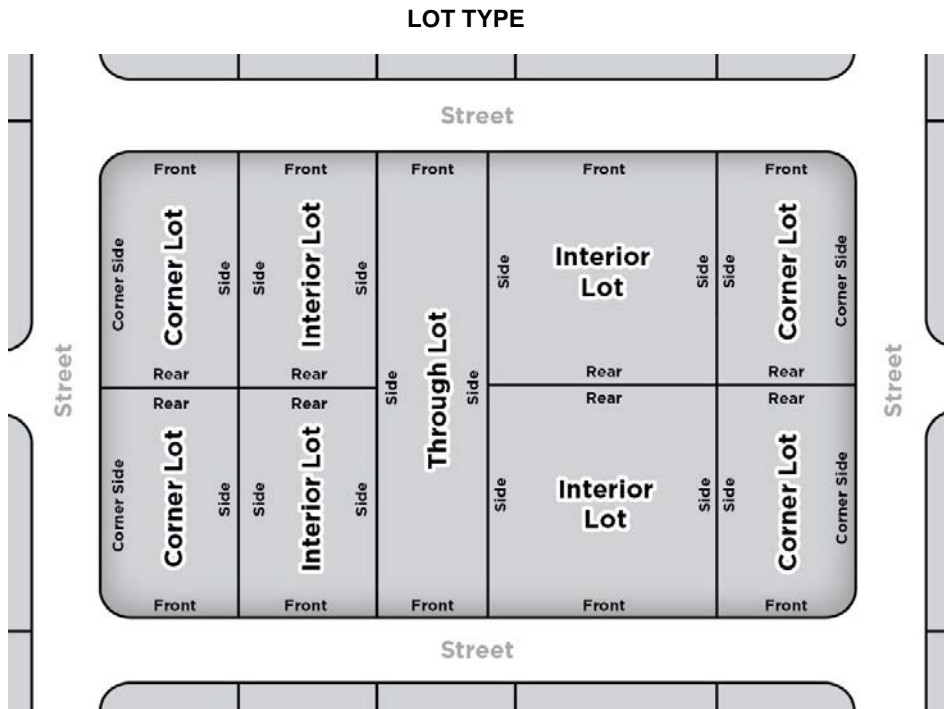 LOT TYPE
Street
Front
Front
Front
Front
Front
Corner Side
Corner Lot
Side
Side
Interior Lot
Side
Side
Interior
Lot
Side
Side
Corner Lot
Corner Side
Rear
Rear
Rear
Rear
Street
Side
Through Lot
Side
Street
Rear
Rear
Rear
Rear
Corner Side
Corner Lot
Side
Side
Interior Lot
Side
Side
Interior
Lot
Side
Side
Corner Lot
Corner Side
Front
Front
Front
Front
Front
Street